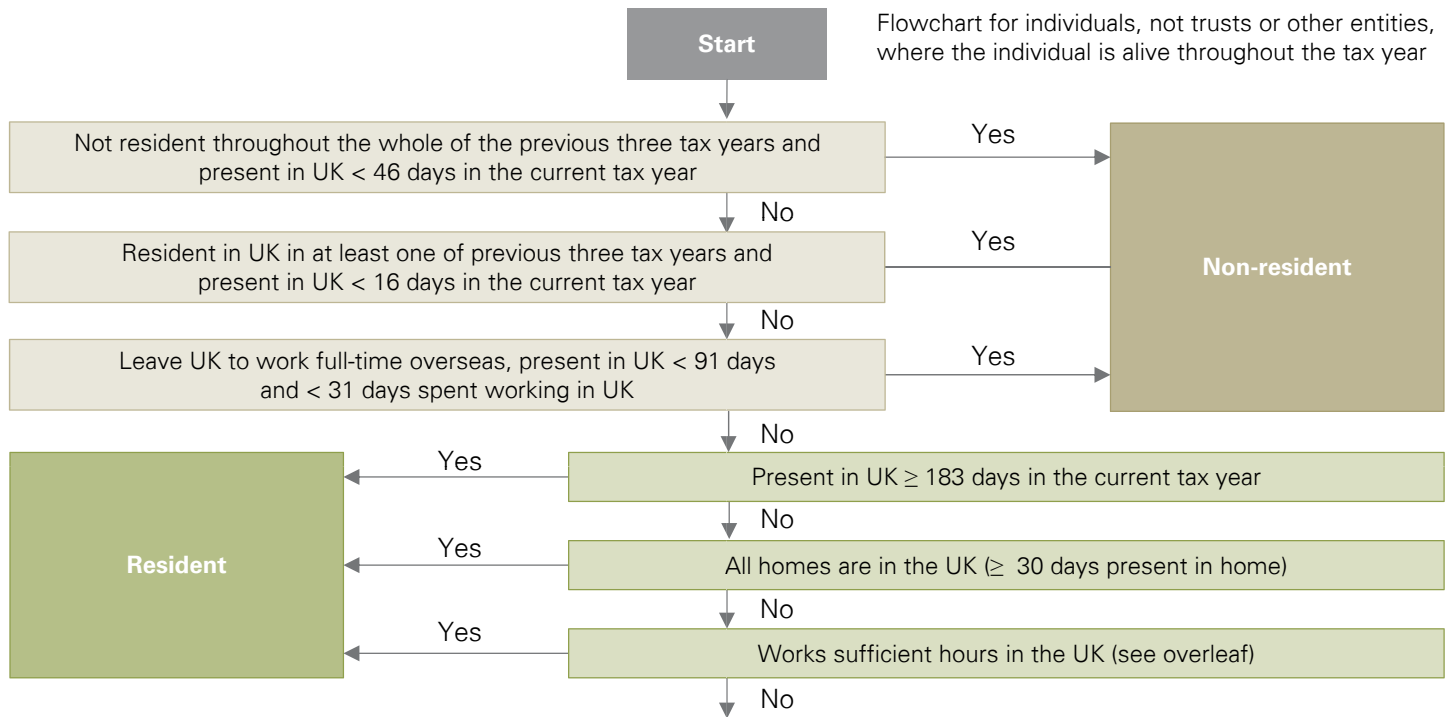 Start
Flowchart for individuals, not trusts or other entities,
where the individual is alive throughout the tax year
Not resident throughout the whole of the previous three tax years and
present in UK < 46 days in the current tax year
Yes
No
Resident in UK in at least one of previous three tax years and
present in UK < 16 days in the current tax year
Yes
Non-resident
No
Leave UK to work full-time overseas, present in UK < 91 days
and < 31 days spent working in UK
Yes
No
Present in UK ≥ 183 days in the current tax year
Yes
No
Resident
All homes are in the UK (≥ 30 days present in home)
Yes
No
Works sufficient hours in the UK (see overleaf)
Yes
No